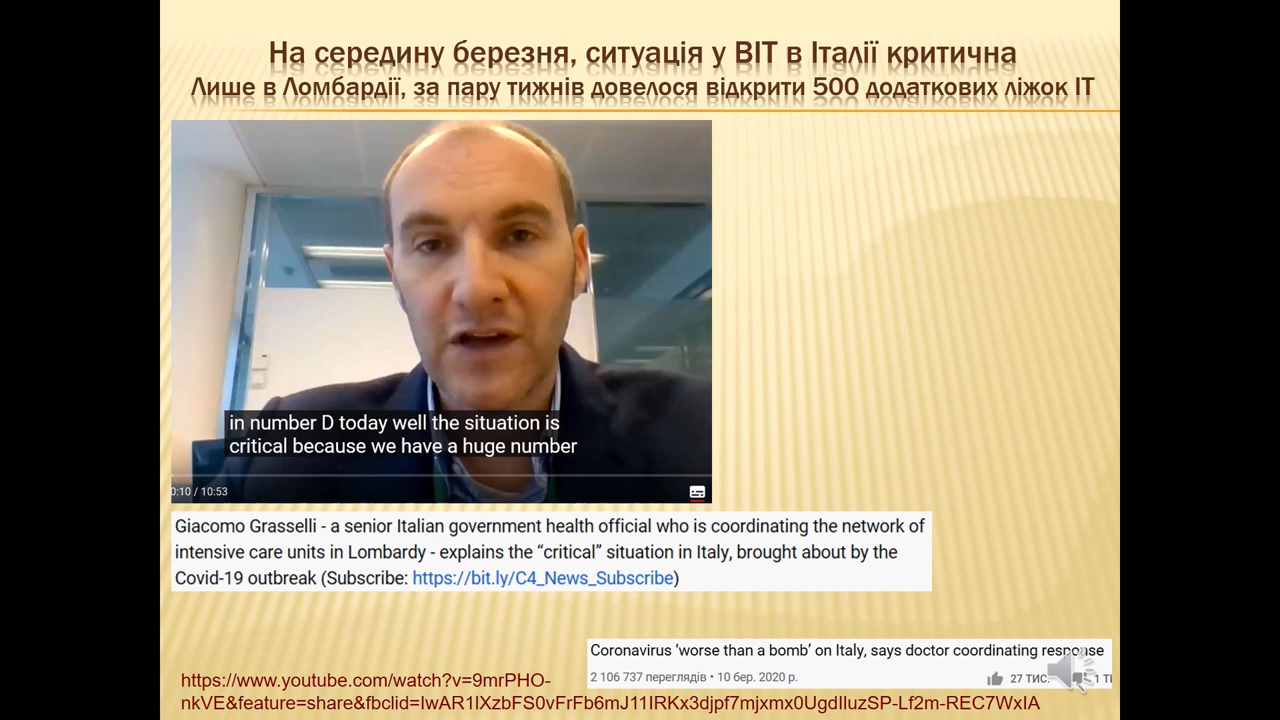 На середину березня, ситуація у ВІТ в Італії критична
Лише в Ломбардії, за пару тижнів довелося відкрити 500 додаткових ліжок ІТ
in number D today well the situation is
critical because we have a huge number
0:10 / 10:53
Giacomo Grasselli - a senior Italian government health official who is coordinating the network of
intensive care units in Lombardy - explains the “critical” situation in Italy, brought about by the
Covid-19 outbreak (Subscribe: https://bit.ly/C4_News_Subscribe)
Coronavirus ‘worse than a bomb’ on Italy, says doctor coordinating response
2 106 737 переглядів • 10 бер. 2020 р.
27 ТИС.
https://www.youtube.com/watch?v=9mrPHO-
nkVE&feature=share&fbclid=IwAR1lXzbFS0vFrFb6mJ11IRKx3djpf7mjxmx0UgdIluzSP-Lf2m-REC7WxIA